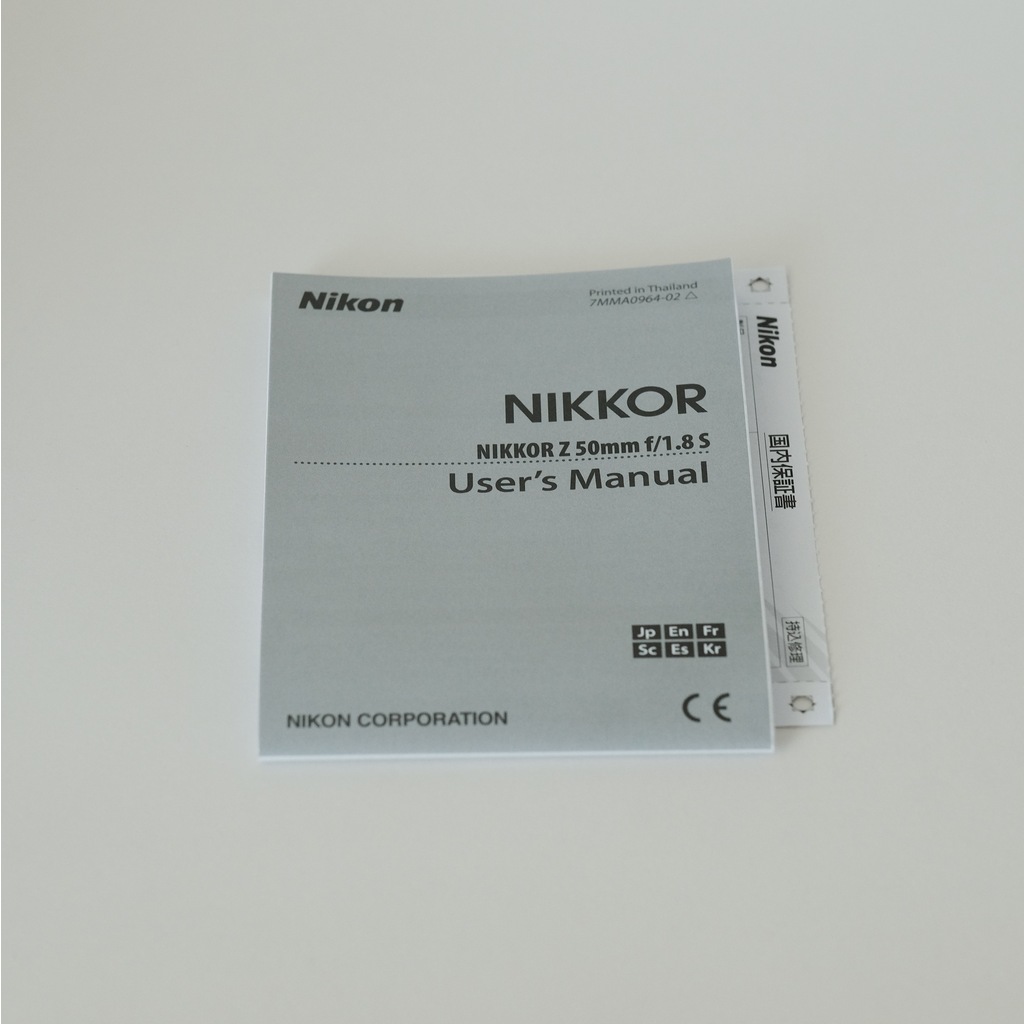 Nikon
Printed in Thailand
7MMA0964-02 △
NIKKOR
NIKKOR Z 50mm f/1.8 S
User's Manual
Jp En Fr
Sc Es Kr
NIKON CORPORATION
CE
Nikon
国内保証書
持込修理